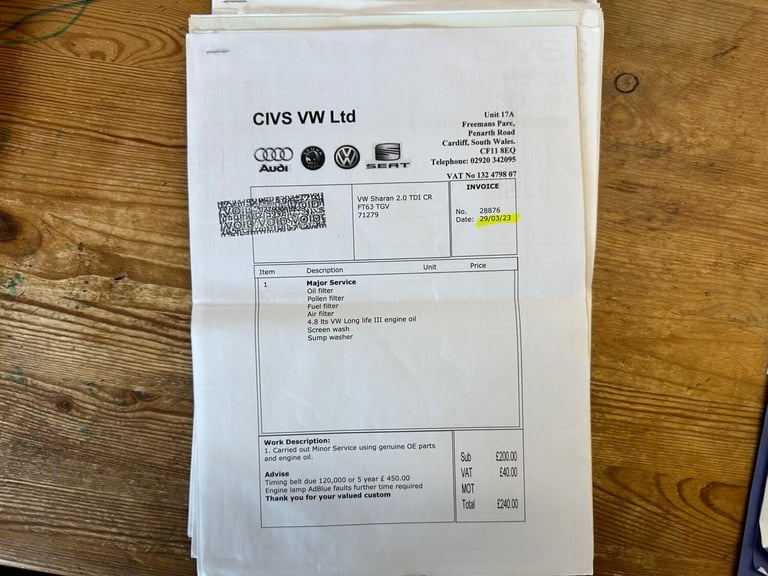 CIVS VW Ltd
Unit 17A
Freemans Parc,
Penarth Road
Cardiff, South Wales.
CF11 8EQ
Telephone: 02920 342095
Audi
SEAT
VAT No 132 4798 07
VOID VOID VOID
VW Sharan 2.0 TDI CR
FT63 TGV
71279
INVOICE
No. 28876
Date: 29/03/23
Item Description Unit Price
1 Major Service
Oil filter
Pollen filter
Fuel filter
Air filter
4.8 lts VW Long life III engine oil
Screen wash
Sump washer
Work Description:
1. Carried out Minor Service using genuine OE parts
and engine oil.
Advise
Timing belt due 120,000 or 5 year £ 450.00
Engine lamp AdBlue faults further time required
Thank you for your valued custom
Sub £200.00
VAT £40.00
MOT
Total £240.00